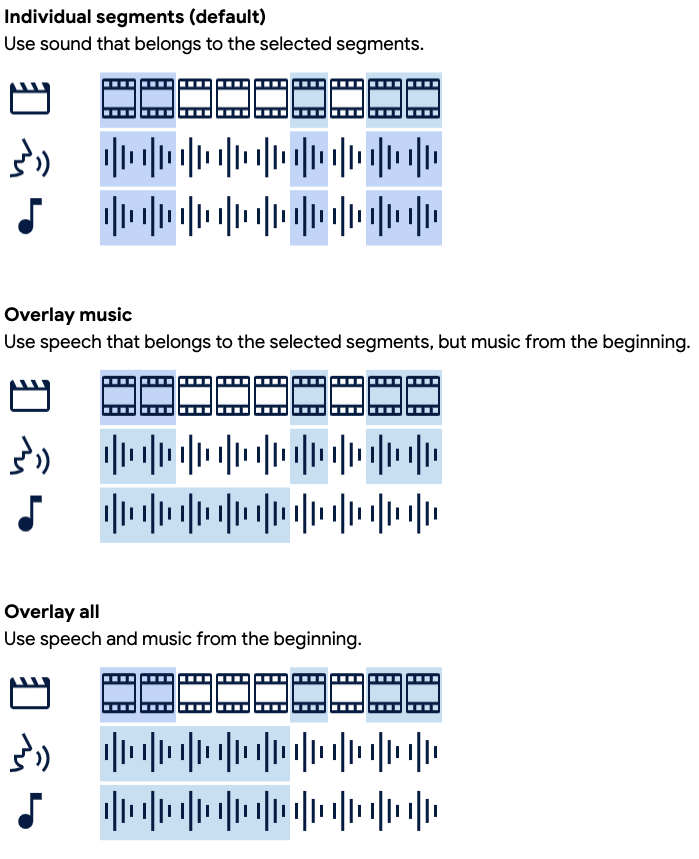 Individual segments (default)
Use sound that belongs to the selected segments.
Overlay music
Use speech that belongs to the selected segments, but music from the beginning.
Overlay all
Use speech and music from the beginning.